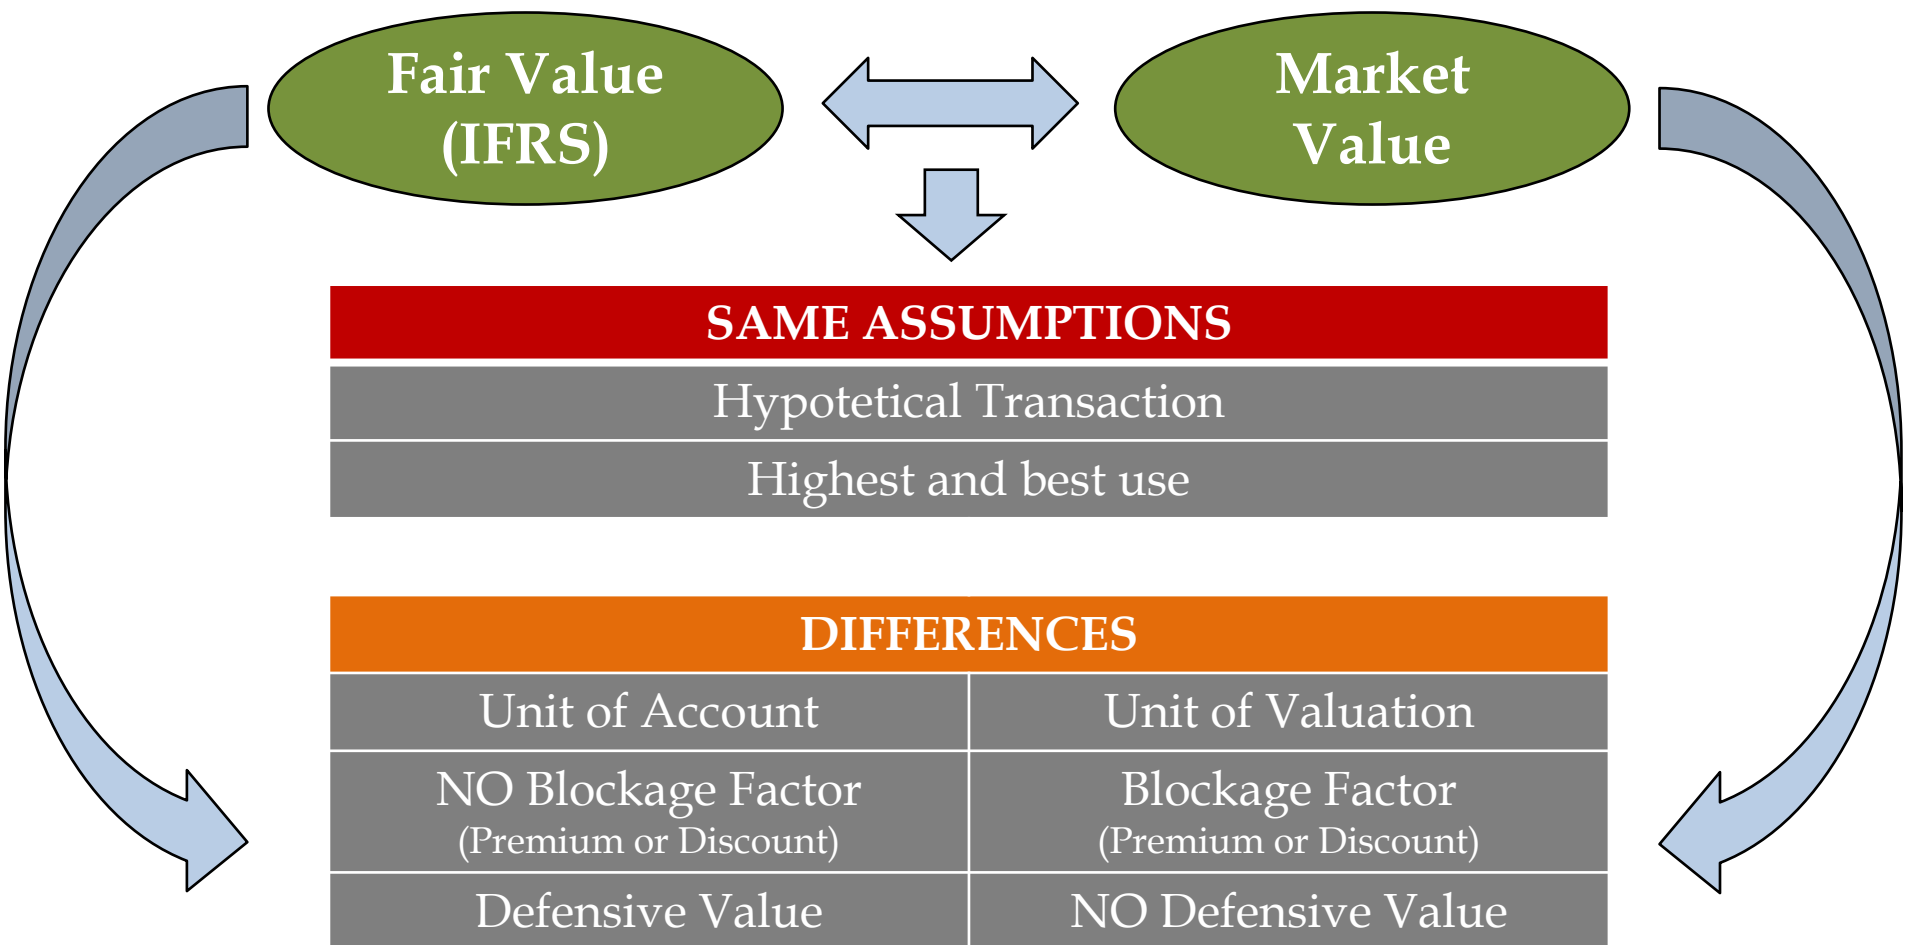 Fair Value
(IFRS)
Market
Value
SAME ASSUMPTIONS
Hypotetical Transaction
Highest and best use
DIFFERENCES
Unit of Account
Unit of Valuation
NO Blockage Factor
(Premium or Discount)
Blockage Factor
(Premium or Discount)
Defensive Value
NO Defensive Value